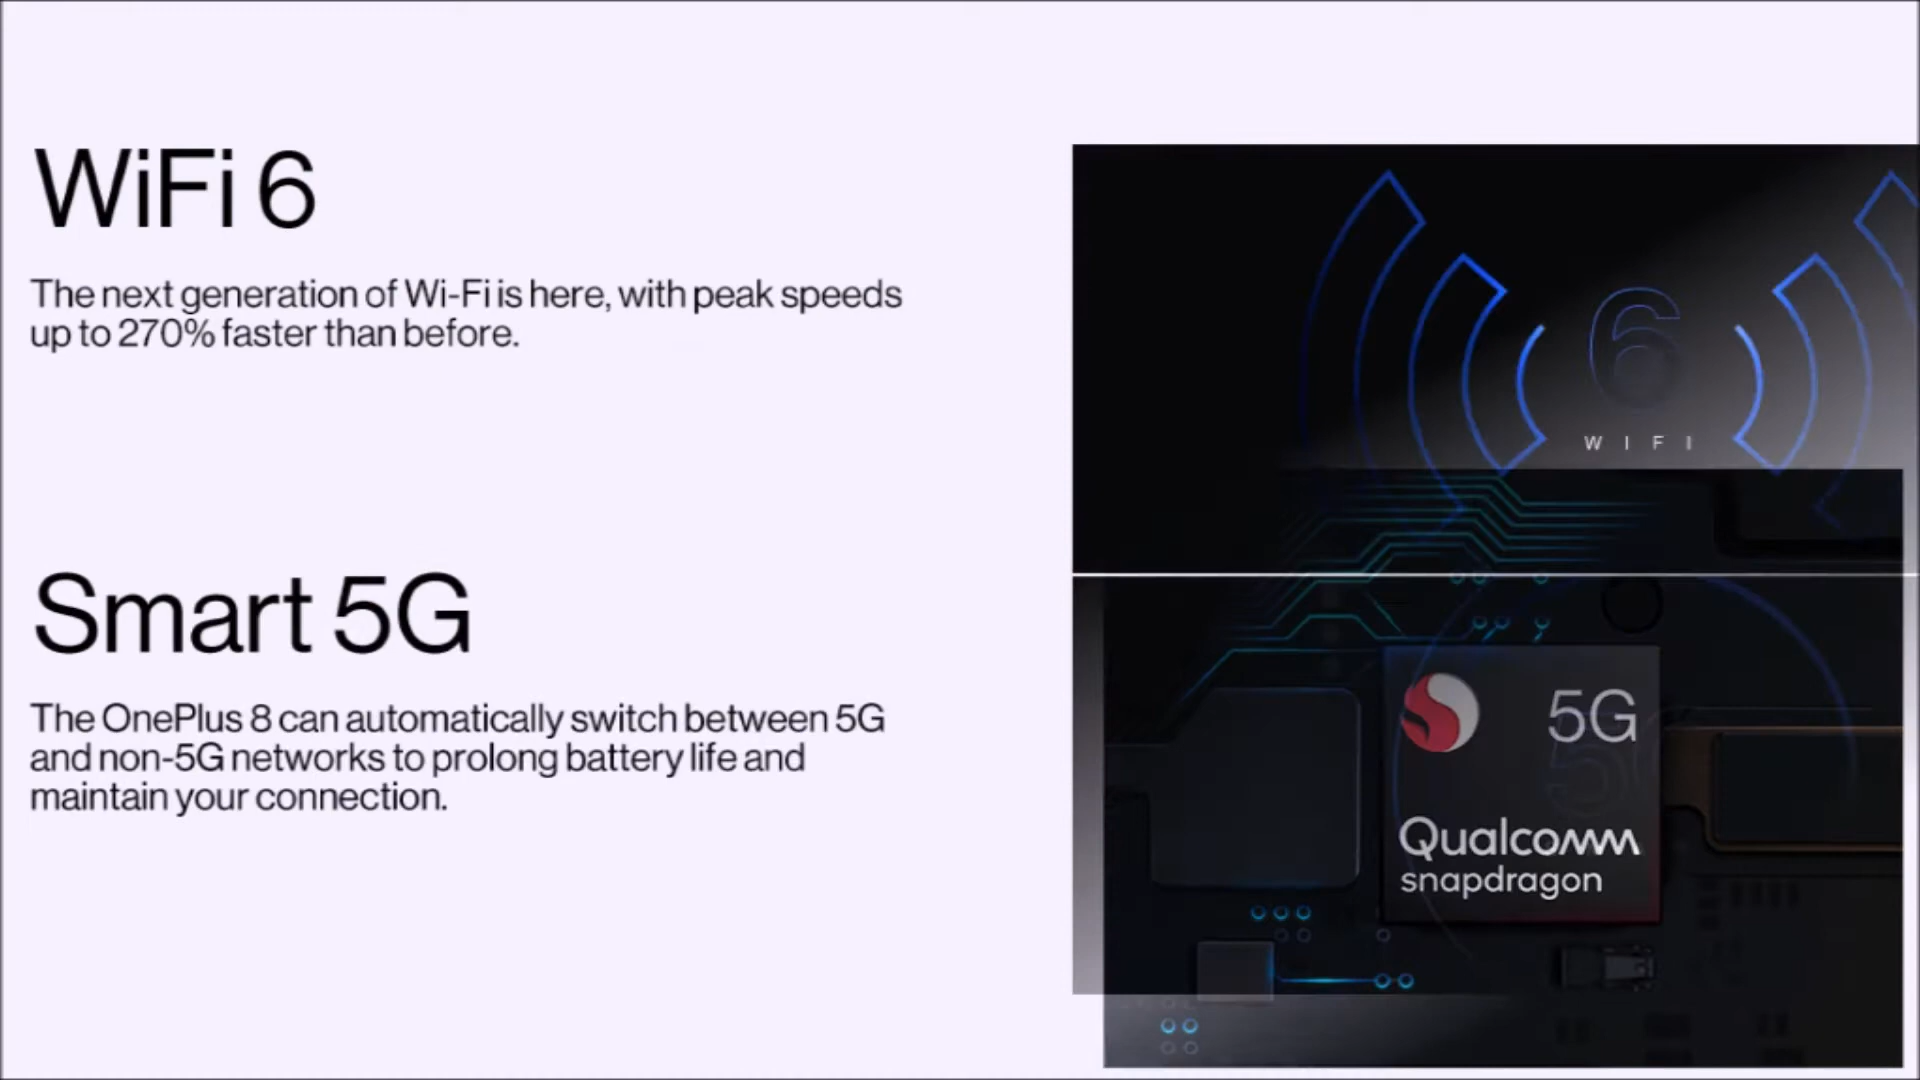 WiFi 6
The next generation of Wi-Fi is here, with peak speeds
up to 270% faster than before.
Smart 5G
The OnePlus 8 can automatically switch between 5G
and non-5G networks to prolong battery life and
maintain your connection.
6
WIFI
5G
5G
Qualcomm
snapdragon